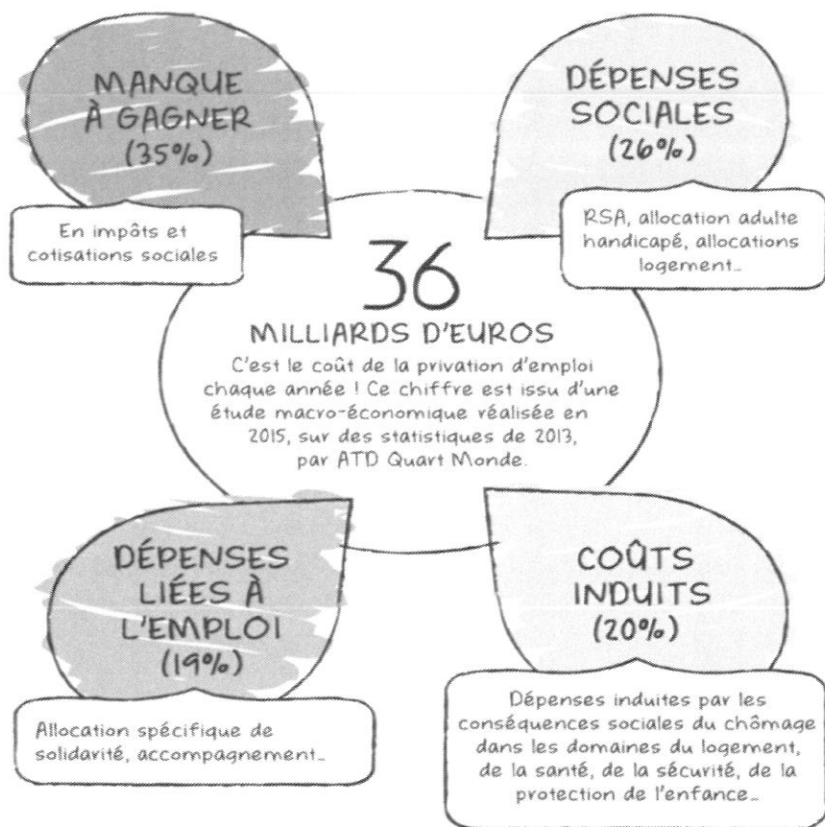 MANQUE
À GAGNER
(35%)
En impôts et
cotisations sociales
DÉPENSES
SOCIALES
(26%)
RSA, allocation adulte
handicapé, allocations
logement…
36
MILLIARDS D'EUROS
C'est le coût de la privation d'emploi
chaque année ! Ce chiffre est issu d'une
étude macro-économique réalisée en
2015, sur des statistiques de 2013,
par ATD Quart Monde.
DÉPENSES
LIÉES À
L'EMPLOI
(19%)
Allocation spécifique de
solidarité, accompagnement…
COÛTS
INDUITS
(20%)
Dépenses induites par les
conséquences sociales du chômage
dans les domaines du logement,
de la santé, de la sécurité, de la
protection de l'enfance…